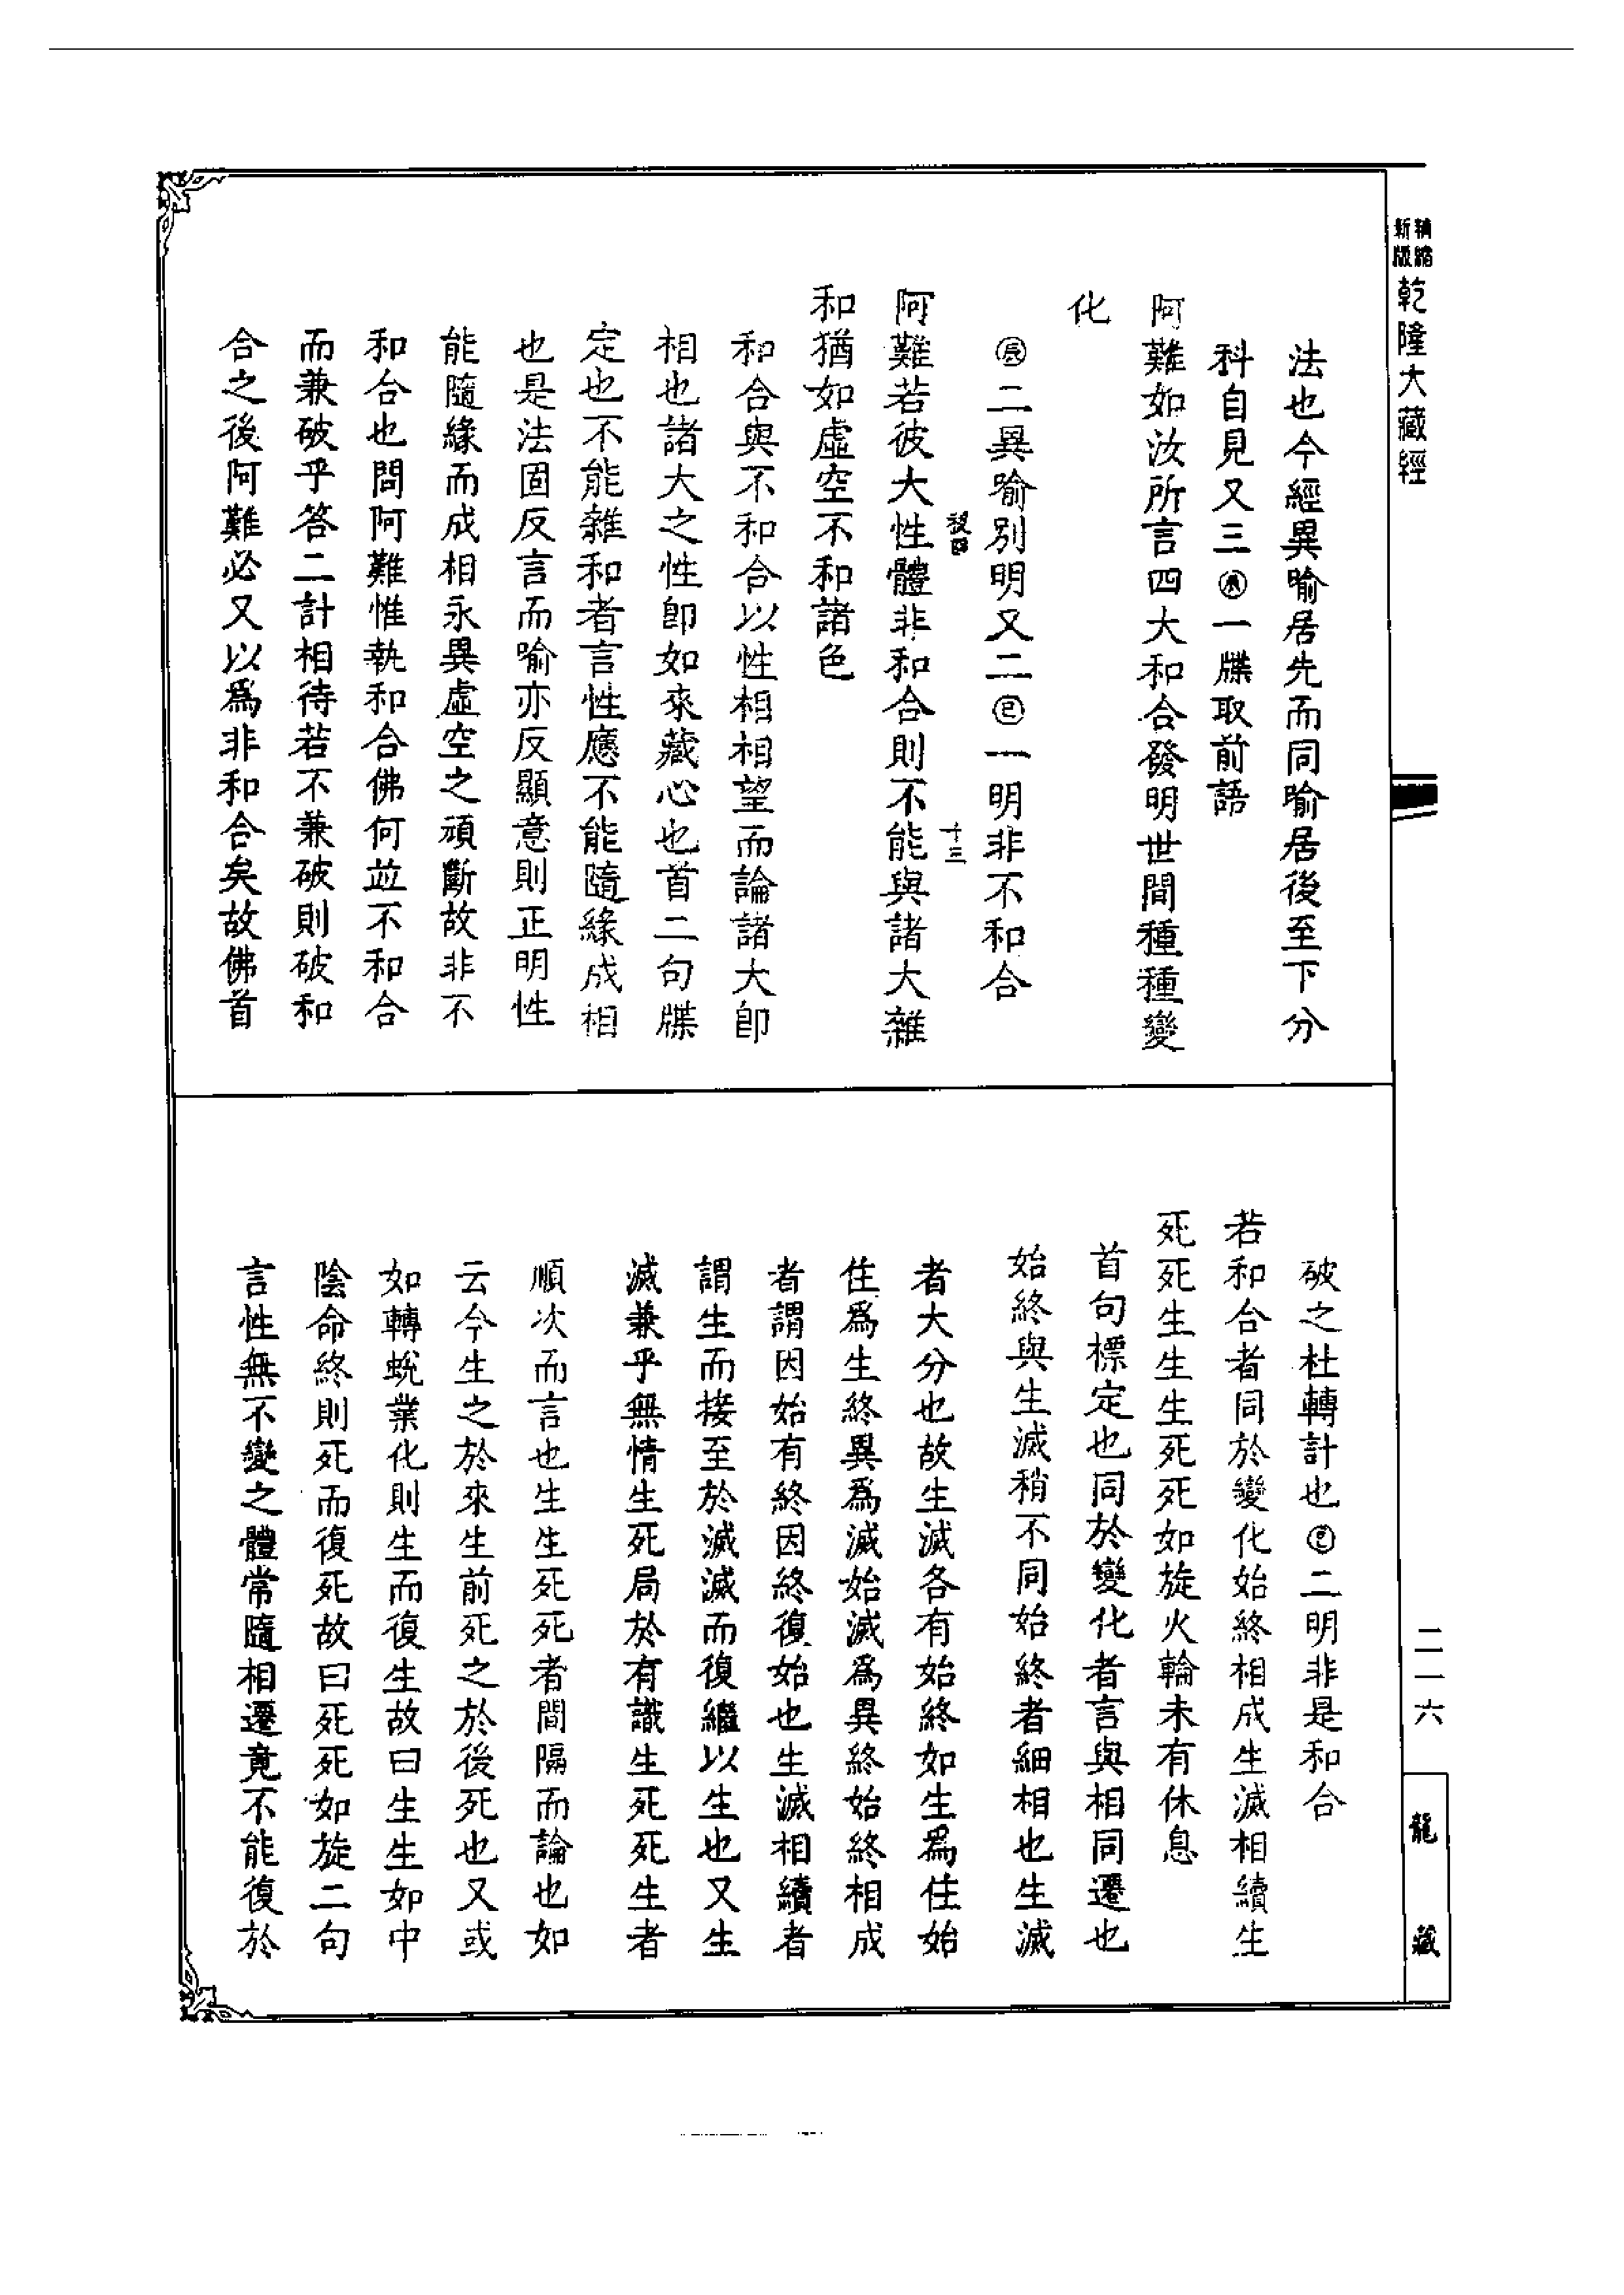 新版
精縮
乾隆大藏經
法也今經異喻居先而同喻居後至下分
科自見又三㊀一牒取前語
阿難如汝所言四大和合發明世間種種變
化
辰二異喻別明又二巳一明非不和合
阿難若彼大性體非和合則不能與諸大雜
十三
和猶如虛空不和諸色
和合與不和合以性相相望而論諸大即
相也諸大之性即如來藏心也首二句牒
定也不能雜和者言性應不能隨緣成相
也是法固反言而喻亦反顯意則正明性
能隨緣而成相永異虛空之頑斷故非不
和合也問阿難惟執和合佛何並不和合
而兼破乎答二計相待若不兼破則破和
合之後阿難必又以為非和合矣故佛首
破之杜轉計也巳二明非是和合
若和合者同於變化始終相成生滅相續生
死死生生生死死如旋火輪未有休息
首句標定也同於變化者言與相同遷也
始終與生滅稍不同始終者細相也生滅
者大分也故生滅各有始終如生為住始
住為生終異為滅始滅為異終始終相成
者謂因始有終因終復始也生滅相續者
謂生而接至於滅滅而復繼以生也又生
滅兼乎無情生死局於有識生死死生者
順次而言也生生死死者間隔而論也如
云今生之於來生前死之於後死也又或
如轉蛻業化則生而復生故曰生生如中
陰命終則死而復死故曰死死如旋二句
言性無不變之體常隨相遷竟不能復於
二一六
龍藏